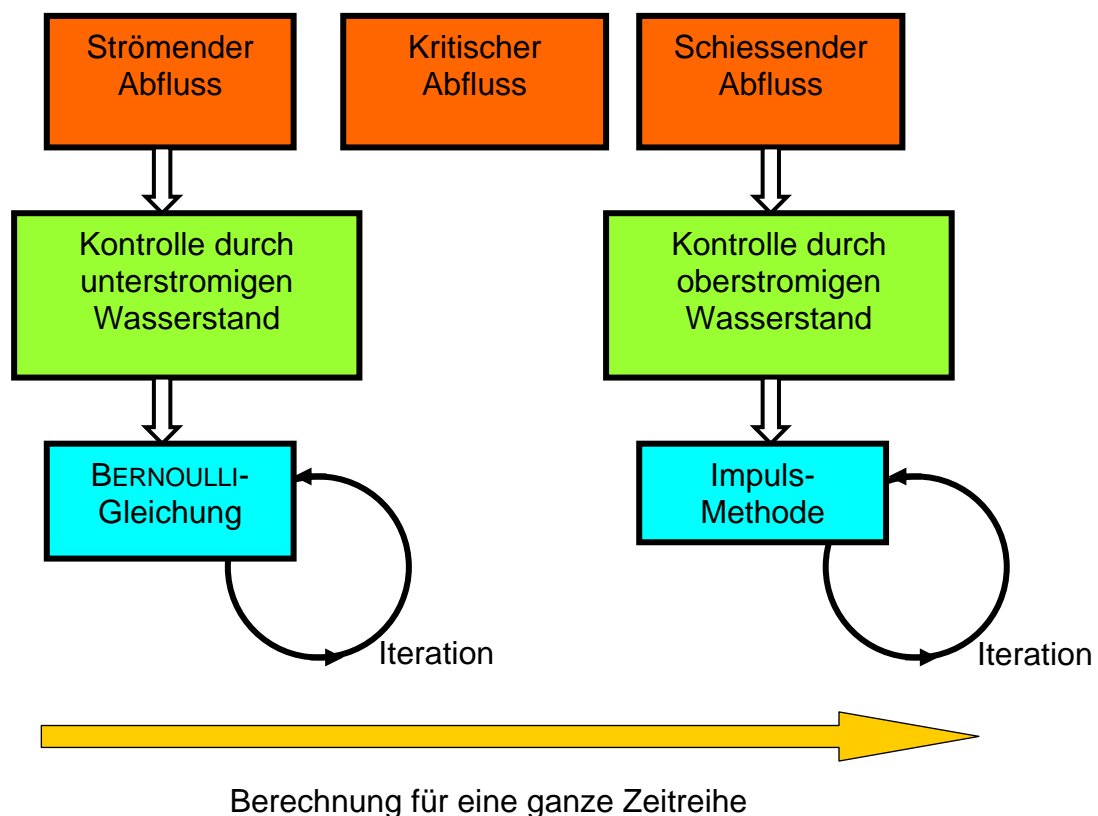 Strömender
Abfluss
Kritischer
Abfluss
Schiessender
Abfluss
Kontrolle durch
unterstromigen
Wasserstand
Kontrolle durch
oberstromigen
Wasserstand
BERNOULLI-
Gleichung
Impuls-
Methode
Iteration
Iteration
Berechnung für eine ganze Zeitreihe